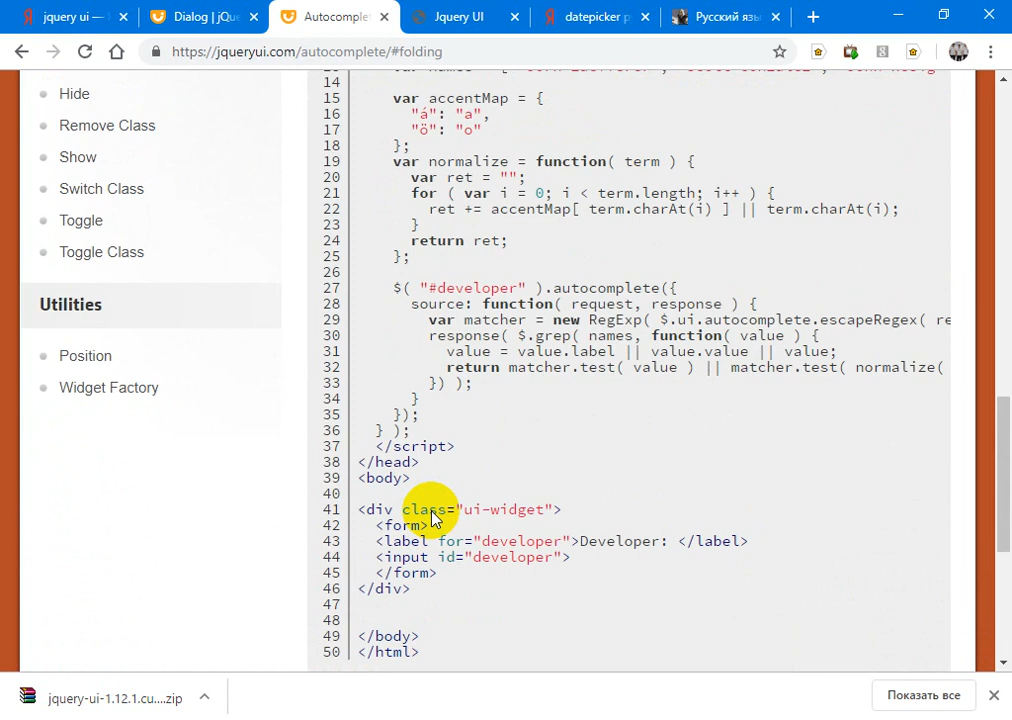 jquery ui —
Dialog | jQu
Autocomple
Jquery UI
datepicker р
Русский язы
https://jqueryui.com/autocomplete/#folding
Hide
Remove Class
Show
Switch Class
Toggle
Toggle Class
Utilities
Position
Widget Factory
14
15 var accentMap = {
16 "á": "a",
17 "ö": "o"
18 };
19 var normalize = function( term ) {
20 var ret = "";
21 for ( var i = 0; i < term.length; i++ ) {
22 ret += accentMap[ term.charAt(i) ] || term.charAt(i);
23 }
24 return ret;
25 };
26
27 $( "#developer" ).autocomplete({
28 source: function( request, response ) {
29 var matcher = new RegExp( $.ui.autocomplete.escapeRegex( re
30 response( $.grep( names, function( value ) {
31 value = value.label || value.value || value;
32 return matcher.test( value ) || matcher.test( normalize(
33 }) );
34 }
35 });
36 } );
37 </script>
38 </head>
39 <body>
40
41 <div class="ui-widget">
42 <form>
43 <label for="developer">Developer: </label>
44 <input id="developer">
45 </form>
46 </div>
47
48
49 </body>
50 </html>
jquery-ui-1.12.1.cu....zip
Показать все